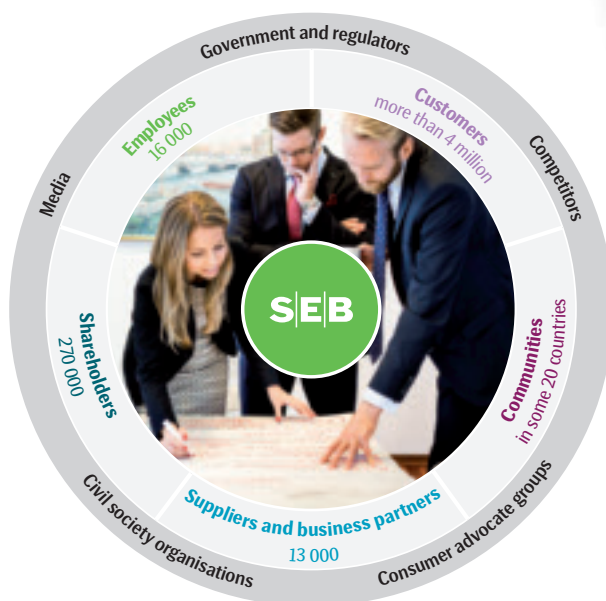 Government and regulators
Employees
16 000
Customers
more than 4 million
Media
Competitors
S|E|B
Shareholders
270 000
Communities
in some 20 countries
Suppliers and business partners
13 000
Civil society organisations
Consumer advocate groups